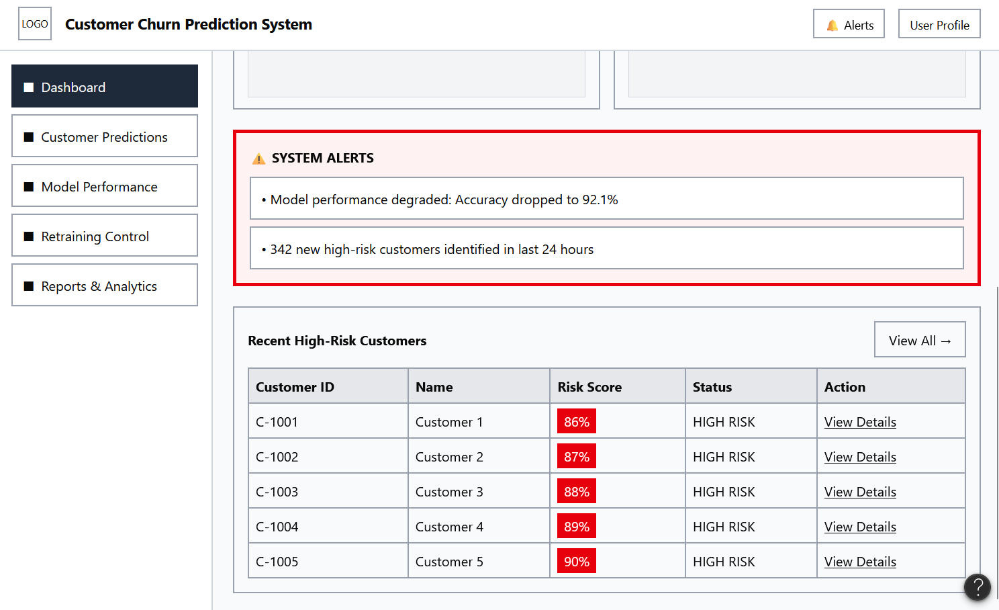 LOGO
Customer Churn Prediction System
Alerts
User Profile
Dashboard
Customer Predictions
Model Performance
Retraining Control
Reports & Analytics
SYSTEM ALERTS
• Model performance degraded: Accuracy dropped to 92.1%
• 342 new high-risk customers identified in last 24 hours
Recent High-Risk Customers
View All →
Customer ID Name Risk Score Status Action
C-1001 Customer 1 86% HIGH RISK View Details
C-1002 Customer 2 87% HIGH RISK View Details
C-1003 Customer 3 88% HIGH RISK View Details
C-1004 Customer 4 89% HIGH RISK View Details
C-1005 Customer 5 90% HIGH RISK View Details
?